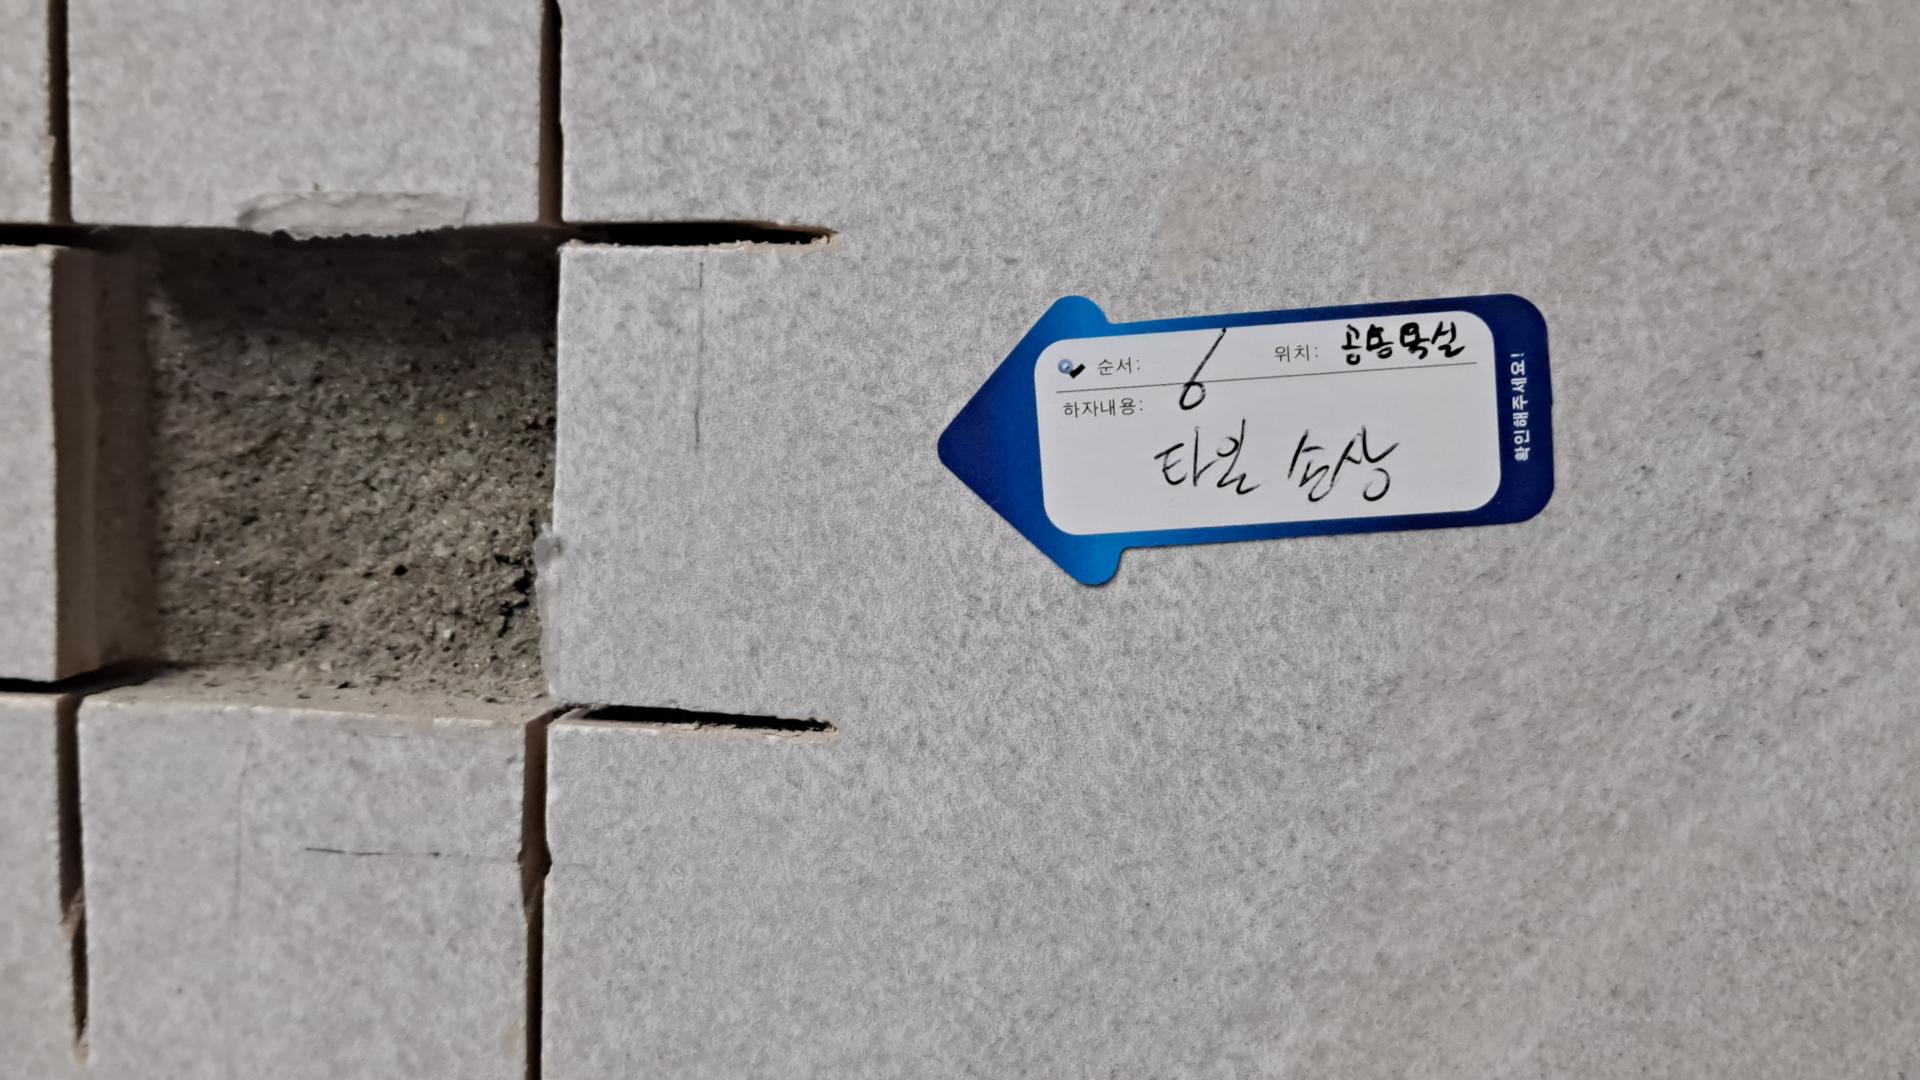 순서: 6 위치: 공용욕실
하자내용:
타일 손상
확인해주세요!